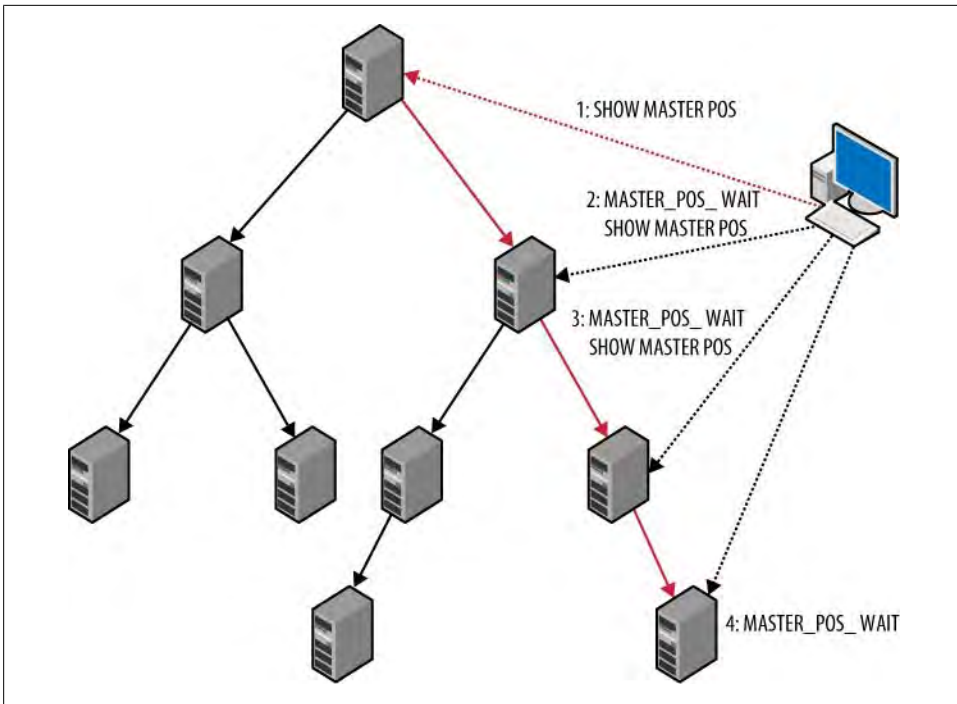 1: SHOW MASTER POS
2: MASTER_POS_ WAIT
SHOW MASTER POS
3: MASTER_POS_ WAIT
SHOW MASTER POS
4: MASTER_POS_ WAIT